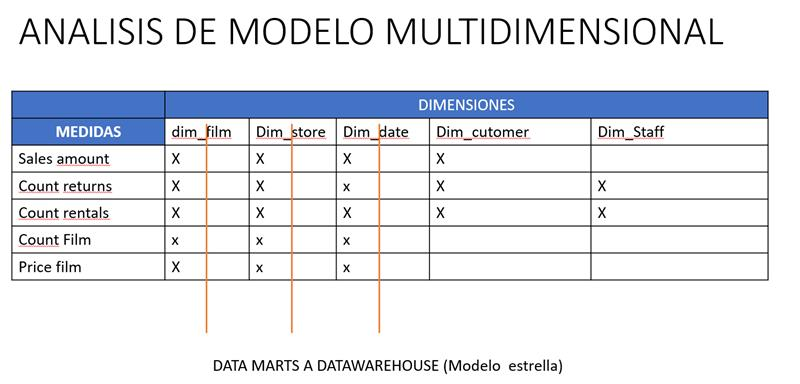 ANALISIS DE MODELO MULTIDIMENSIONAL
DIMENSIONES
MEDIDAS dim_film Dim_store Dim_date Dim_cutomer Dim_Staff
Sales amount X X X X
Count returns X X x X X
Count rentals X X X X X
Count Film x x x
Price film X x x
DATA MARTS A DATAWAREHOUSE (Modelo estrella)